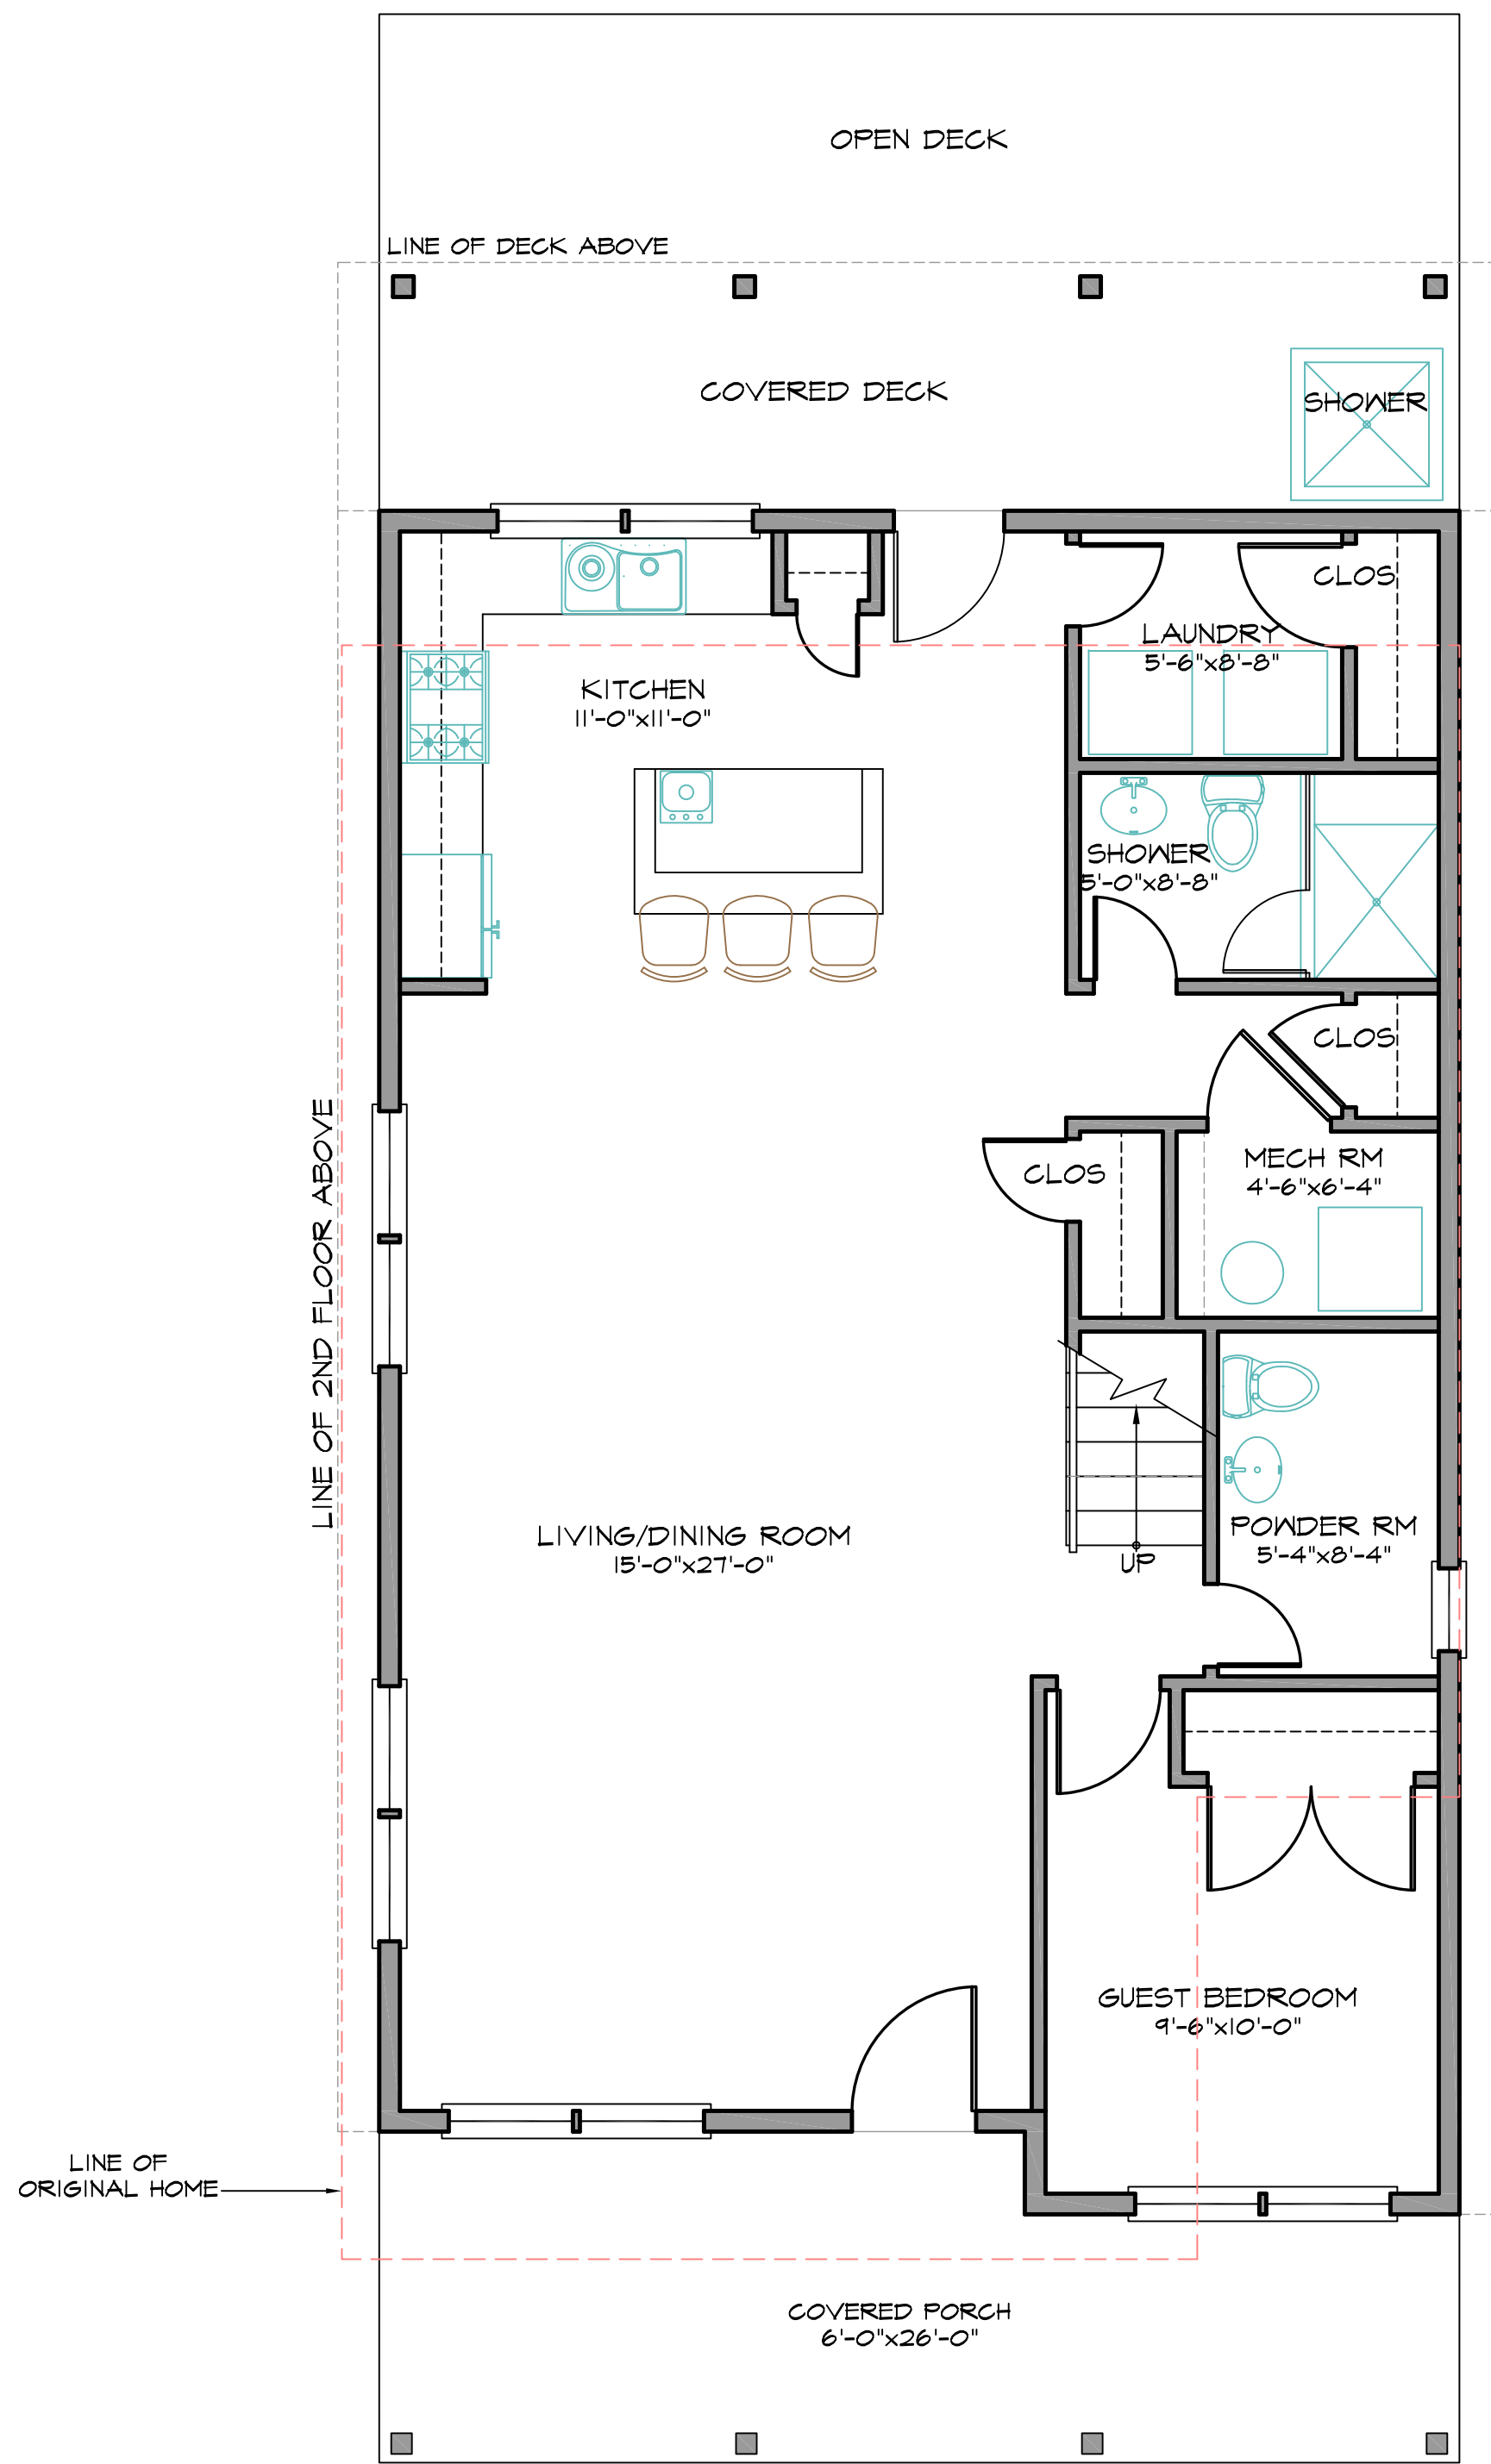 OPEN DECK
LINE OF DECK ABOVE
COVERED DECK
SHOWER
CLOS
LAUNDRY
5'-6"x8'-8"
KITCHEN
11'-0"x11'-0"
SHOWER
5'-0"x8'-8"
CLOS
MECH RM
4'-6"x6'-4"
CLOS
LINE OF 2ND FLOOR ABOVE
LIVING/DINING ROOM
15'-0"x27'-0"
UP
POWDER RM
5'-4"x8'-4"
GUEST BEDROOM
9'-6"x10'-0"
LINE OF
ORIGINAL HOME
COVERED PORCH
6'-0"x26'-0"